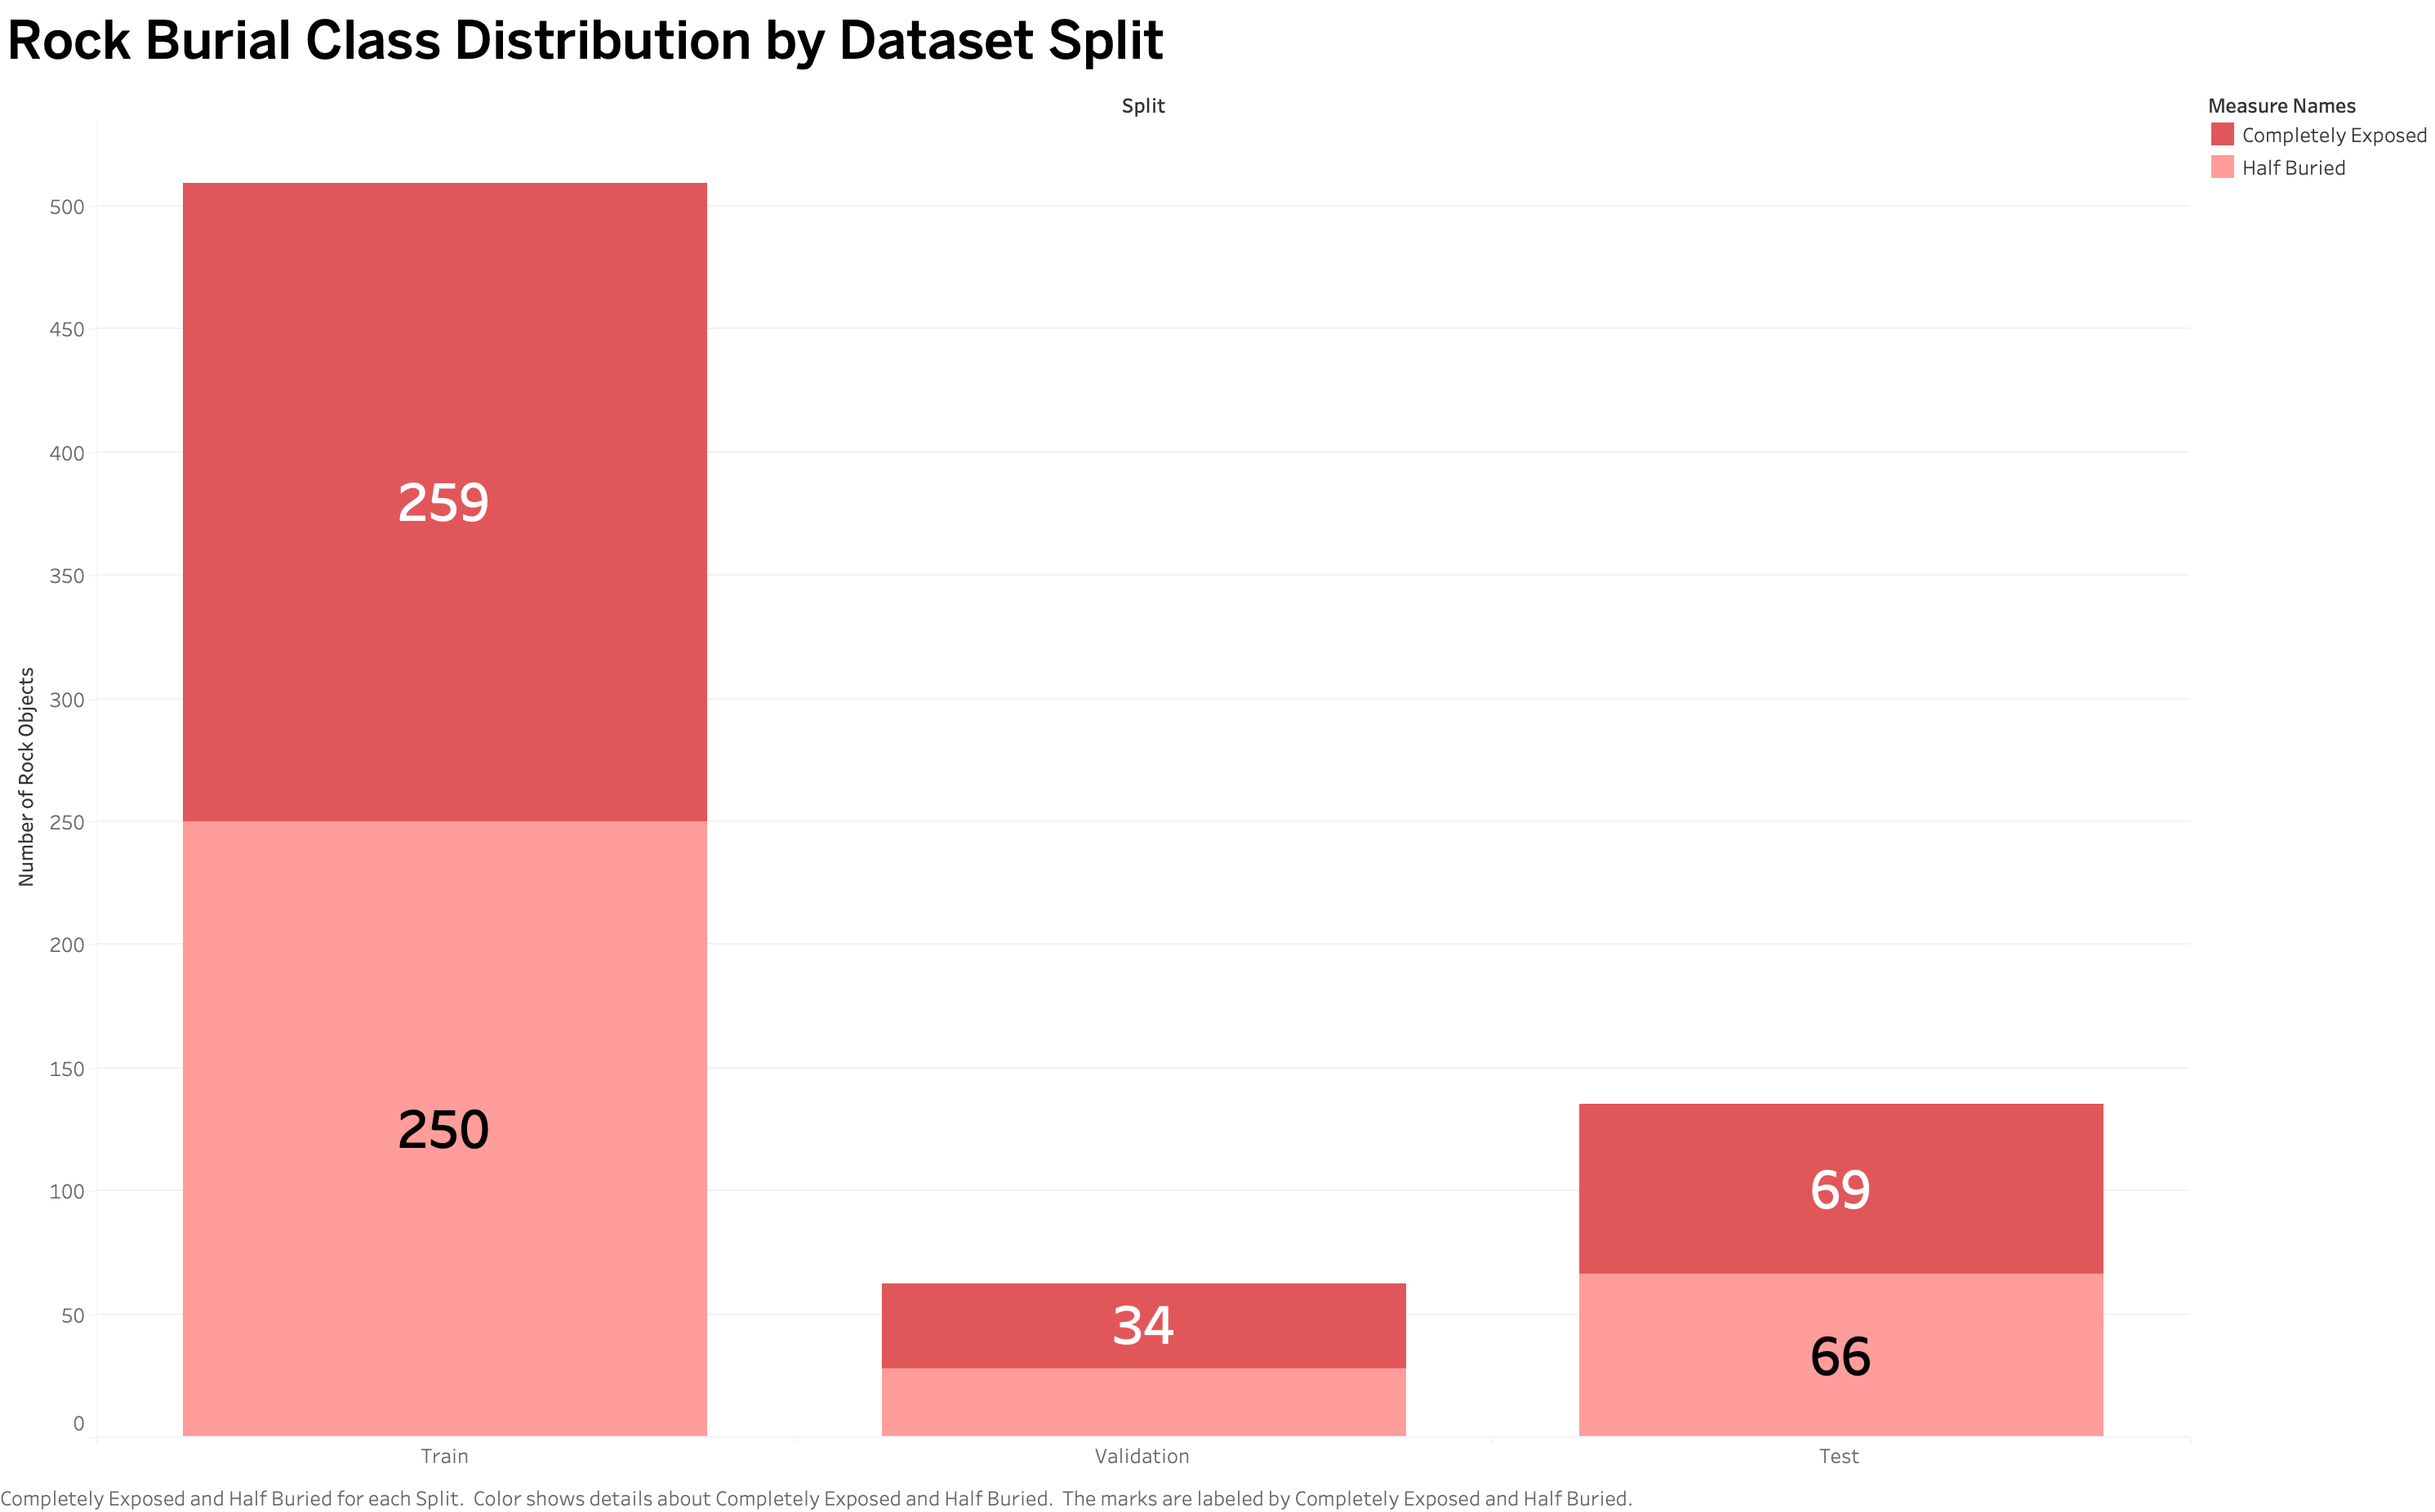 Rock Burial Class Distribution by Dataset Split
Split
Measure Names
Completely Exposed
Half Buried
Number of Rock Objects
500
450
400
350
300
250
200
150
100
50
0
259
250
34
69
66
Train
Validation
Test
Completely Exposed and Half Buried for each Split.  Color shows details about Completely Exposed and Half Buried.  The marks are labeled by Completely Exposed and Half Buried.